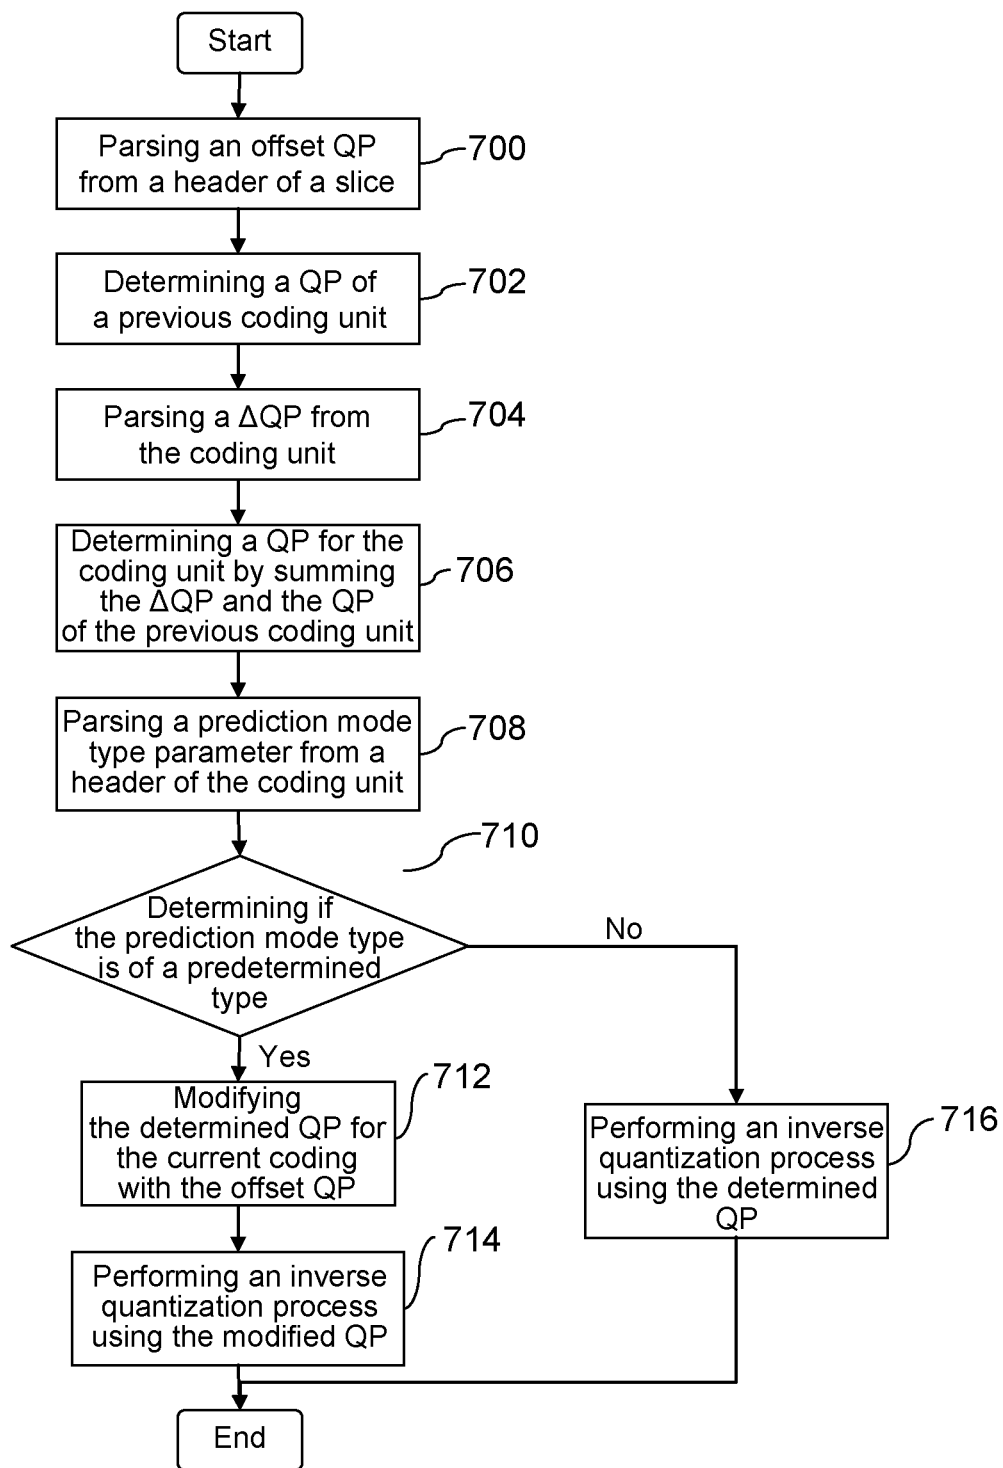 Start
Parsing an offset QP
from a header of a slice
700
Determining a QP of
a previous coding unit
702
Parsing a ΔQP from
the coding unit
704
Determining a QP for the
coding unit by summing
the ΔQP and the QP
of the previous coding unit
706
Parsing a prediction mode
type parameter from a
header of the coding unit
708
710
Determining if
the prediction mode type
is of a predetermined
type
No
Yes
Modifying
the determined QP for
the current coding
with the offset QP
712
Performing an inverse
quantization process
using the determined
QP
716
Performing an inverse
quantization process
using the modified QP
714
End